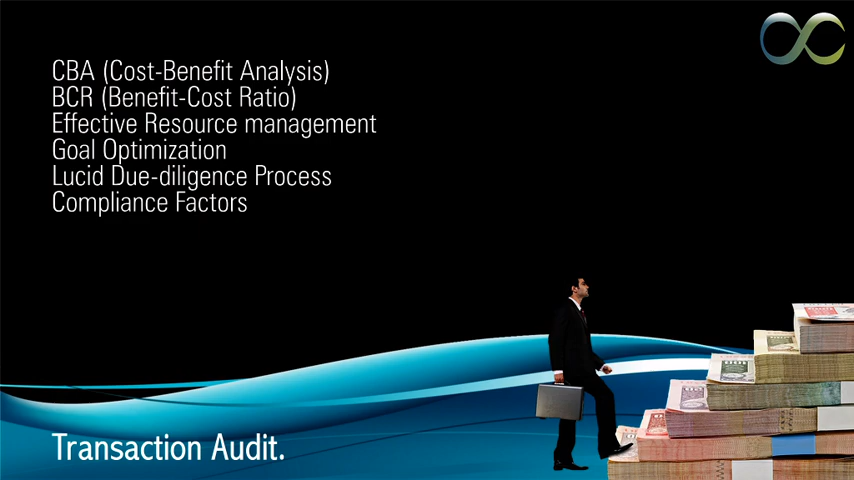 CBA (Cost-Benefit Analysis)
BCR (Benefit-Cost Ratio)
Effective Resource management
Goal Optimization
Lucid Due-diligence Process
Compliance Factors
Transaction Audit.